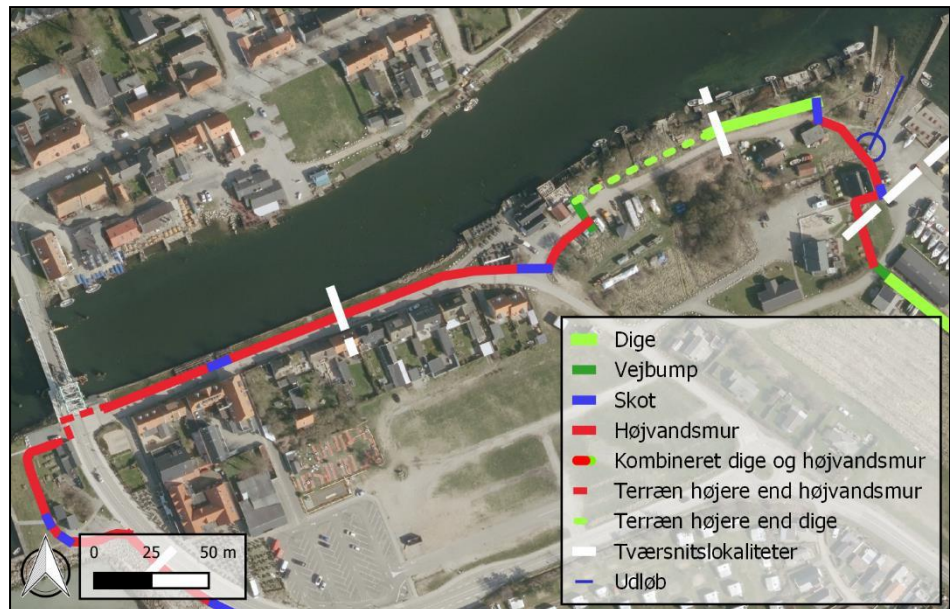 Dige
Vejbump
Skot
Højvandsmur
Kombineret dige og højvandsmur
Terræn højere end højvandsmur
Terræn højere end dige
Tværsnitslokaliteter
Udløb
0 25 50 m